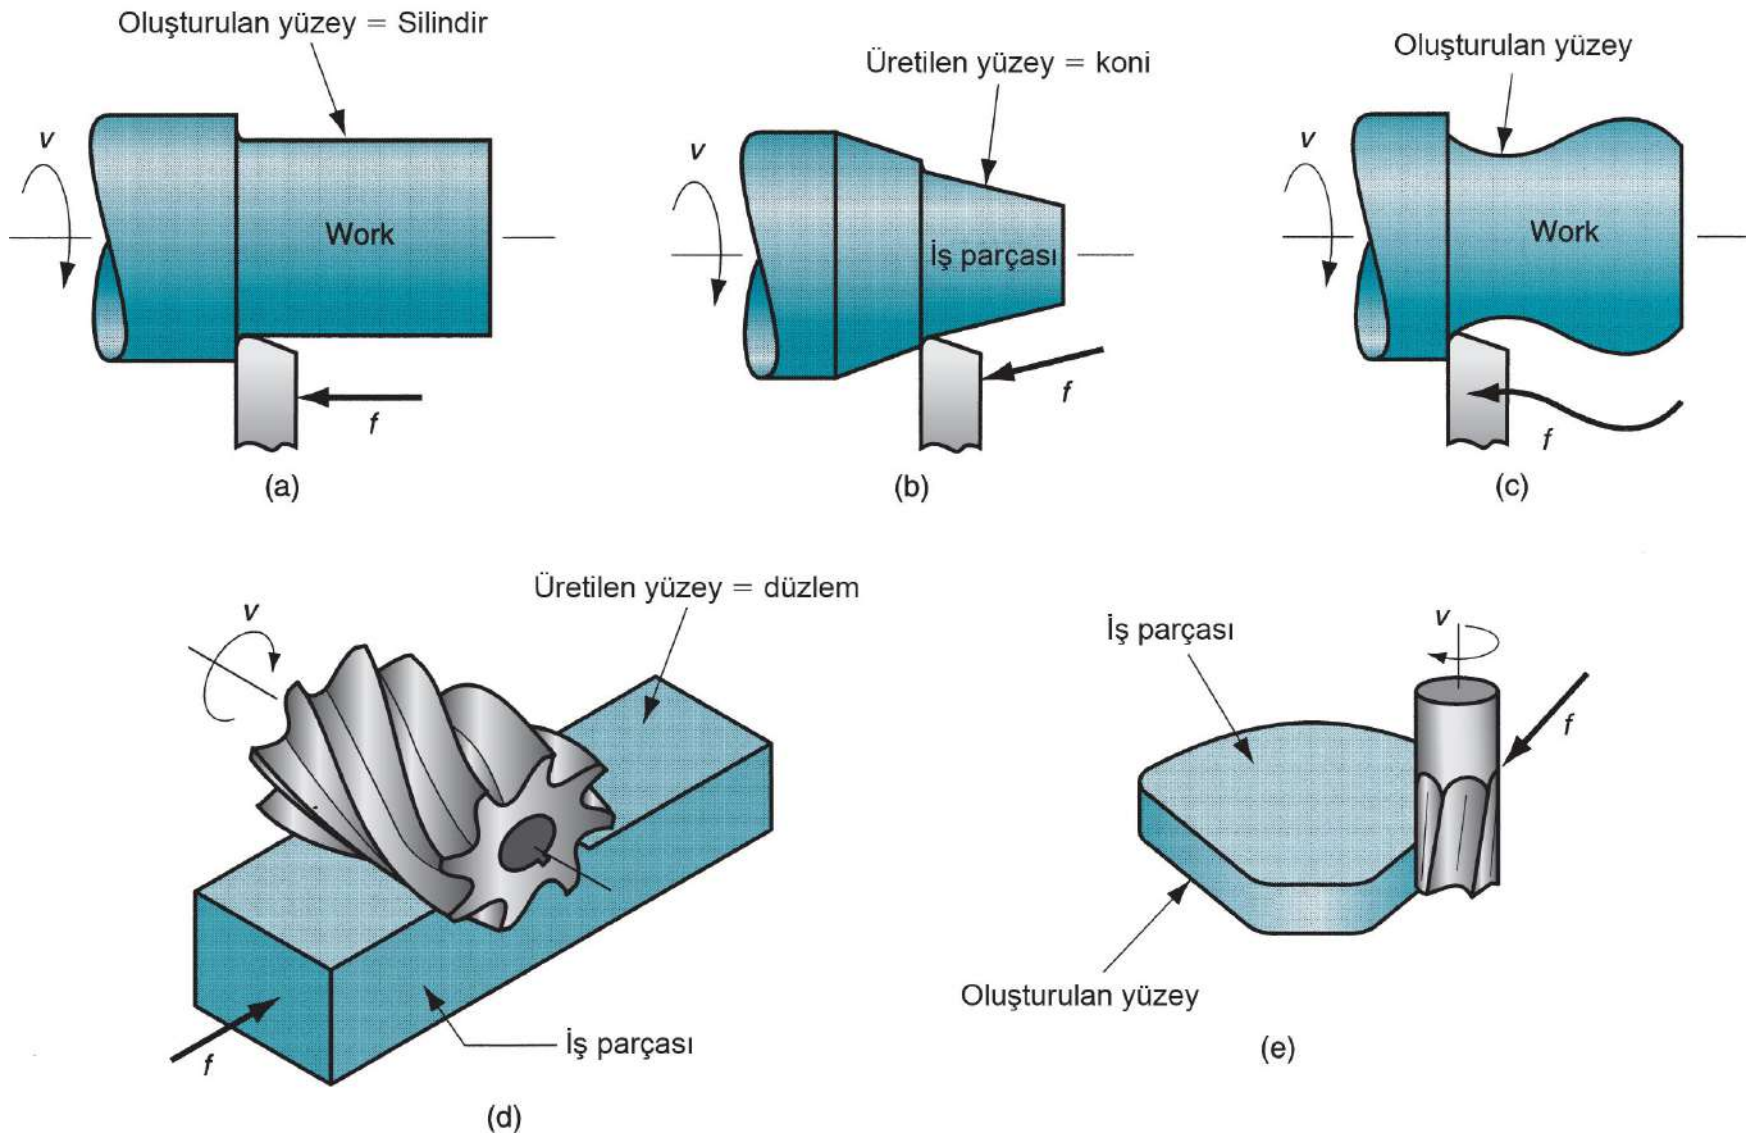 Oluşturulan yüzey = Silindir
v
Work
f
(a)
Üretilen yüzey = koni
v
İş parçası
f
(b)
Oluşturulan yüzey
v
Work
f
(c)
Üretilen yüzey = düzlem
v
f
İş parçası
(d)
İş parçası
v
f
Oluşturulan yüzey
(e)